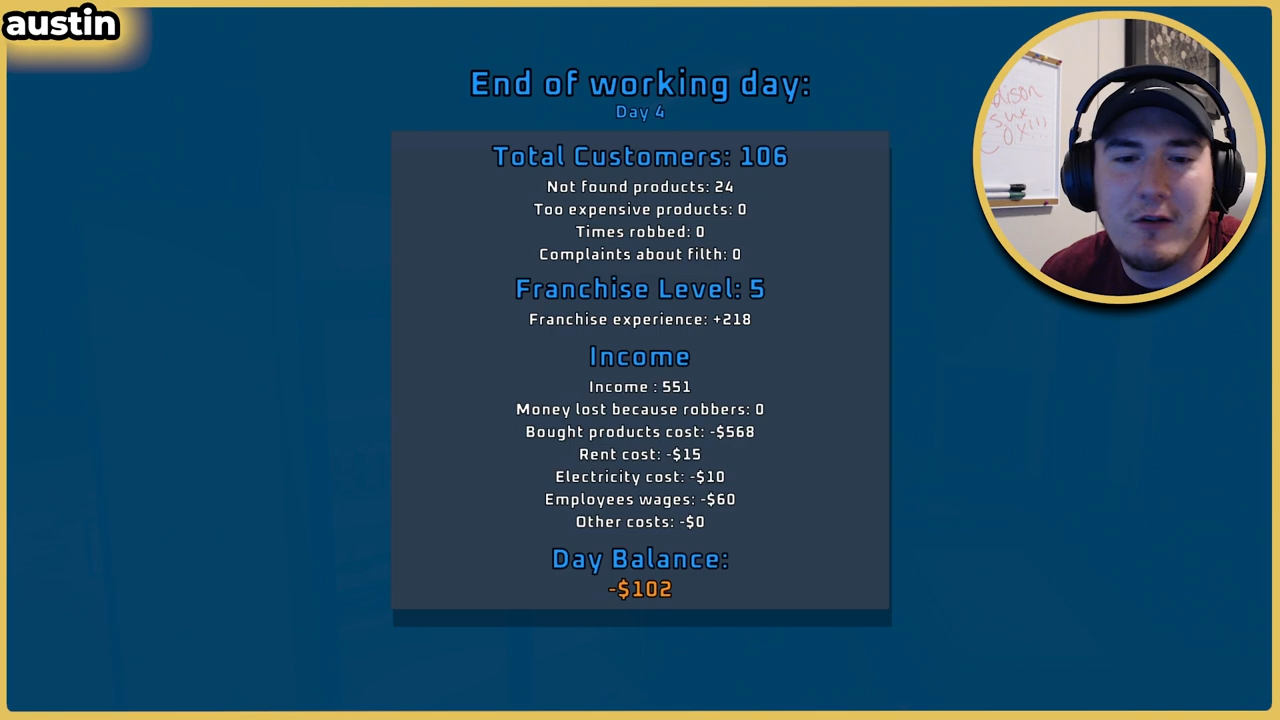 austin
End of working day:
Day 4
Total Customers: 106
Not found products: 24
Too expensive products: 0
Times robbed: 0
Complaints about filth: 0
Franchise Level: 5
Franchise experience: +218
Income
Income : 551
Money lost because robbers: 0
Bought products cost: -$568
Rent cost: -$15
Electricity cost: -$10
Employees wages: -$60
Other costs: -$0
Day Balance:
-$102